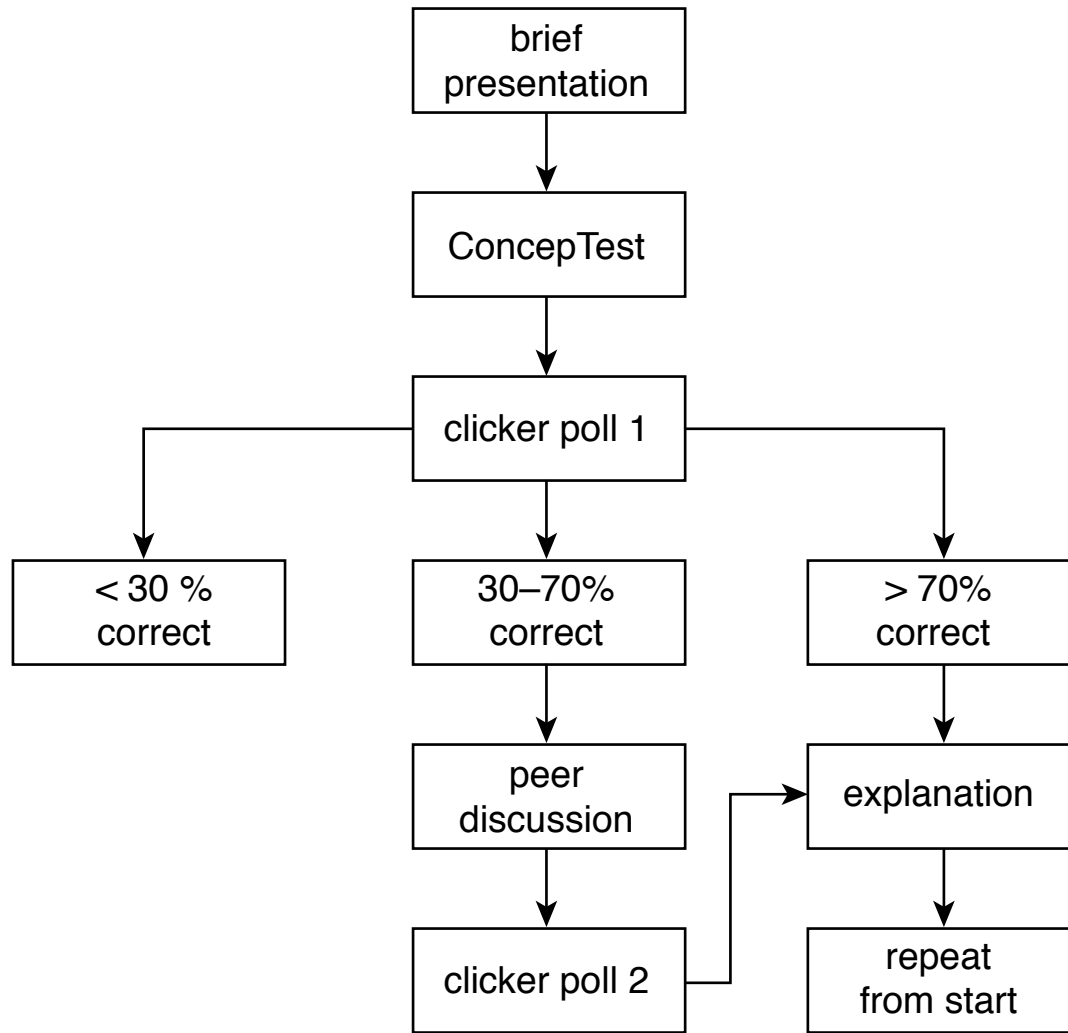 brief
presentation
ConcepTest
clicker poll 1
< 30 %
correct
30–70%
correct
> 70%
correct
peer
discussion
explanation
clicker poll 2
repeat
from start